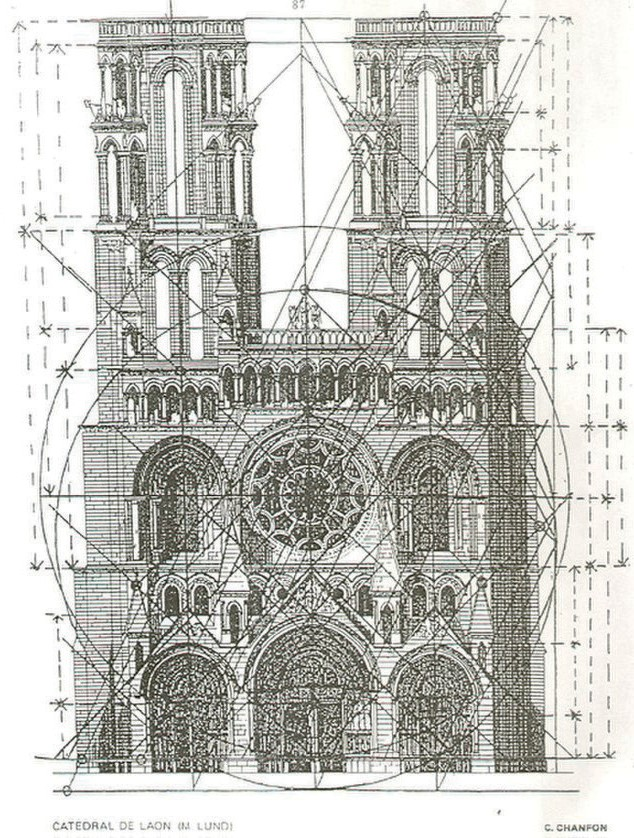 87
CATEDRAL DE LAON (M. LUND)
C. CHANFON